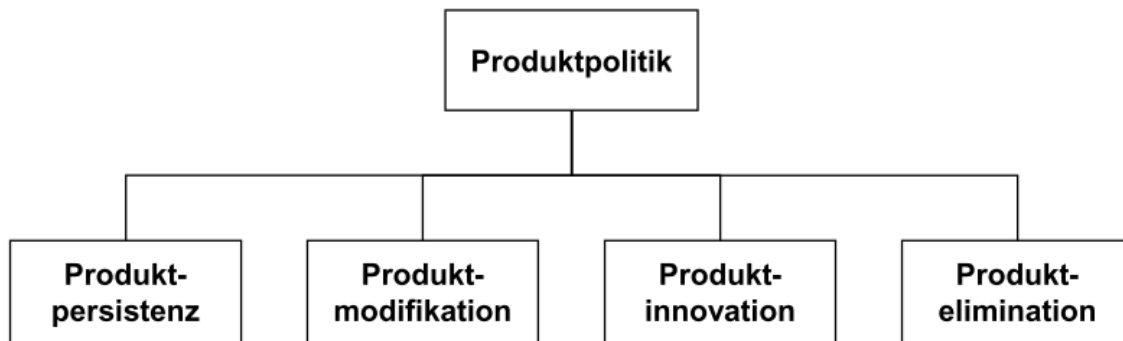 Produktpolitik
Produkt-
persistenz
Produkt-
modifikation
Produkt-
innovation
Produkt-
elimination